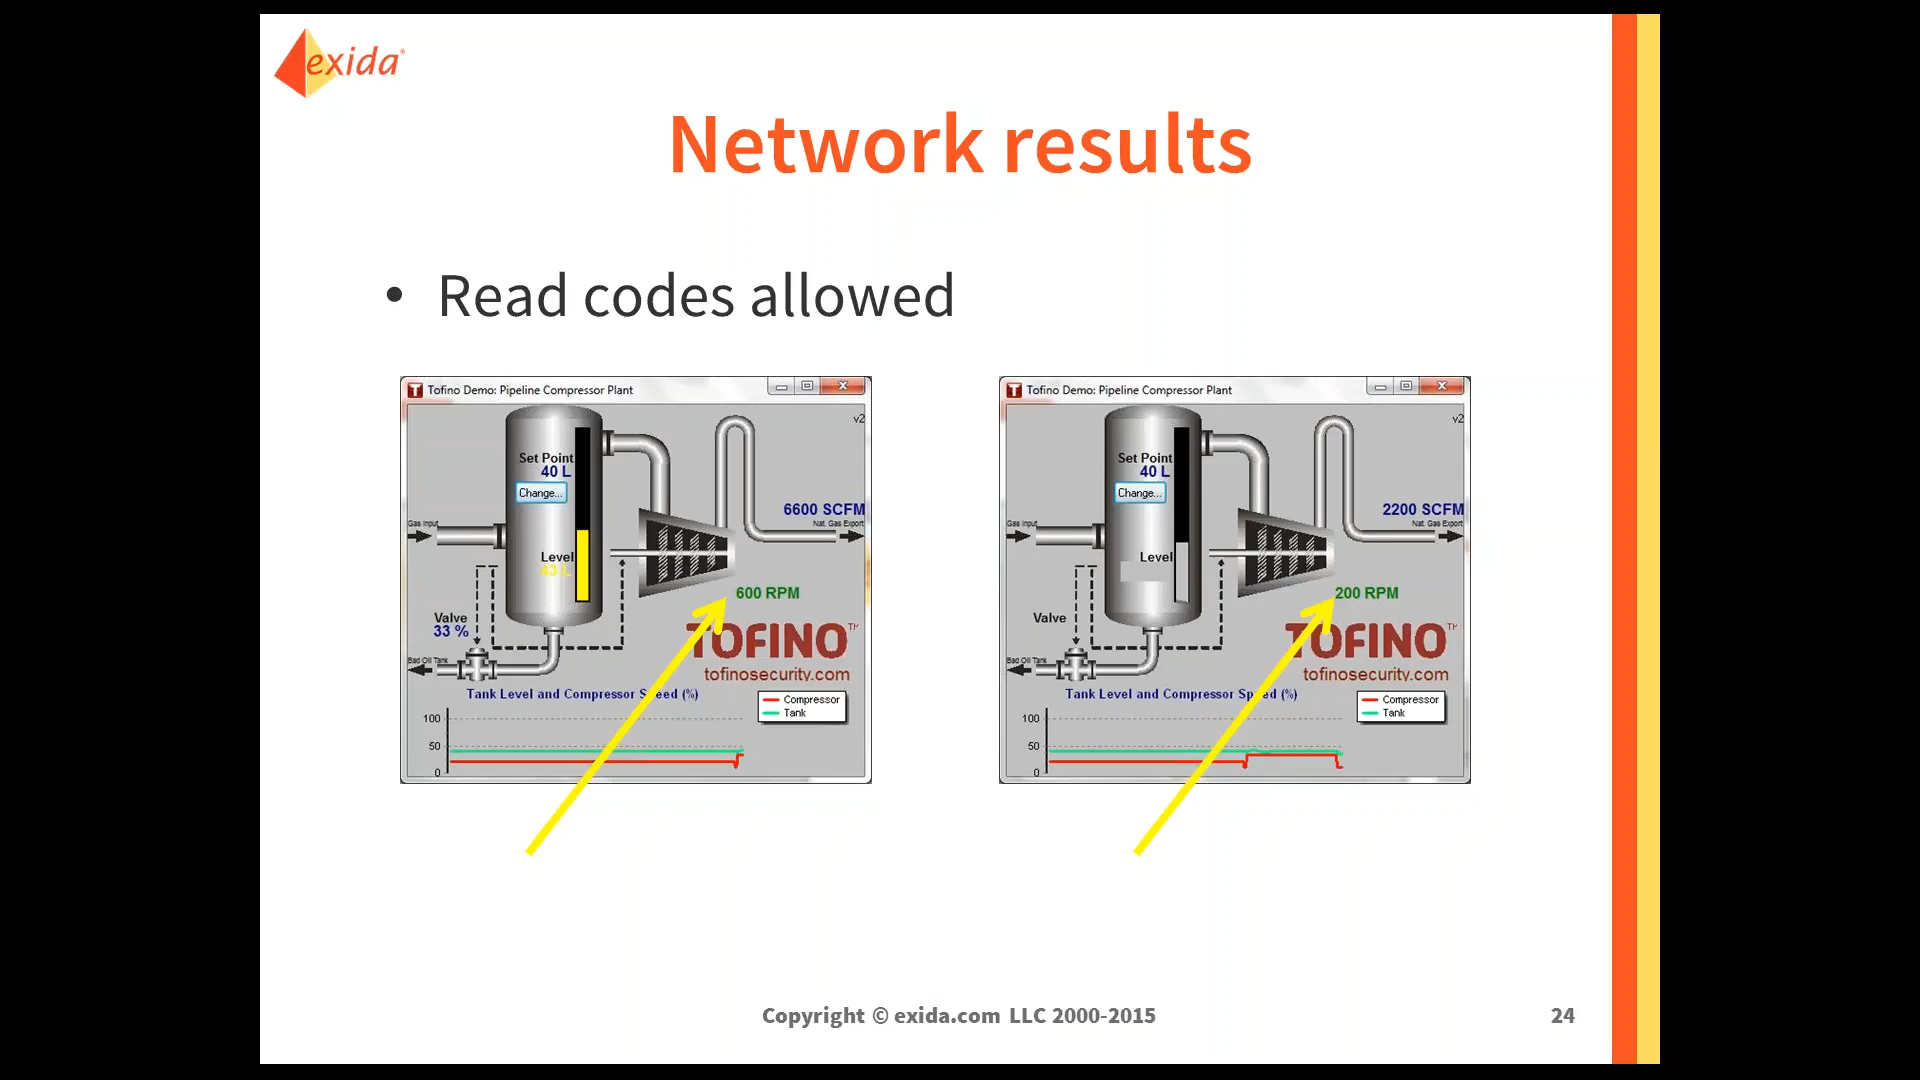 exida
Network results
• Read codes allowed
Tofino Demo: Pipeline Compressor Plant
v2
Set Point
40 L
Change...
6600 SCFM
Nat. Gas Export
Gas Input
Level
43 L
600 RPM
Valve
33 %
TOFINO™
tofinosecurity.com
Bad Oil Tank
Tank Level and Compressor Speed (%)
Compressor
Tank
100
50
0
Tofino Demo: Pipeline Compressor Plant
v2
Set Point
40 L
Change...
2200 SCFM
Nat. Gas Export
Gas Input
Level
200 RPM
Valve
TOFINO™
tofinosecurity.com
Bad Oil Tank
Tank Level and Compressor Speed (%)
Compressor
Tank
100
50
0
Copyright © exida.com LLC 2000-2015
24